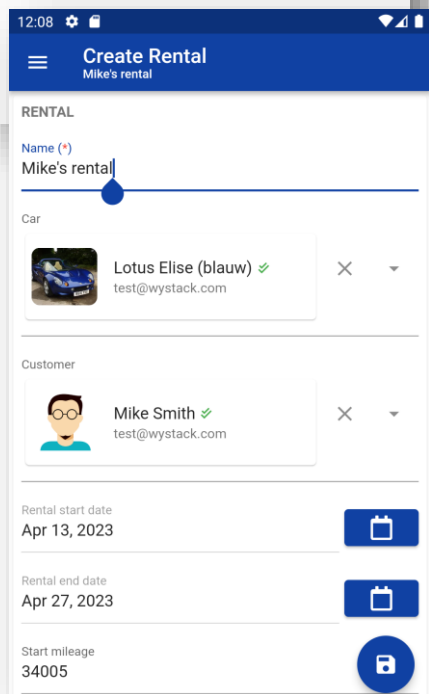 12:08
Create Rental
Mike's rental
RENTAL
Name (*)
Mike's rental
Car
Lotus Elise (blauw)
test@wystack.com
Customer
Mike Smith
test@wystack.com
Rental start date
Apr 13, 2023
Rental end date
Apr 27, 2023
Start mileage
34005